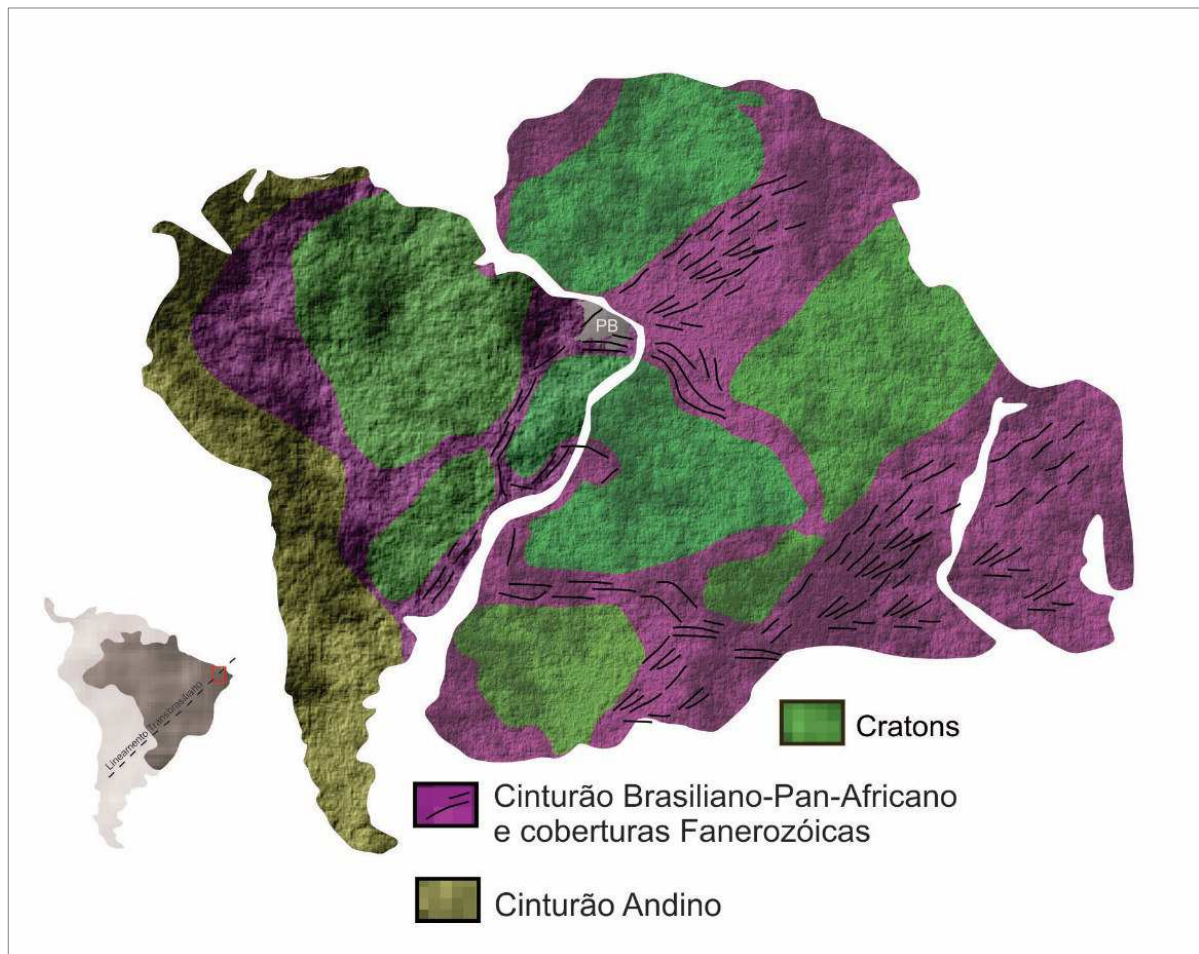 PB
Lineamento Transbrasiliano
Cratons
Cinturão Brasiliano-Pan-Africano
e coberturas Fanerozóicas
Cinturão Andino